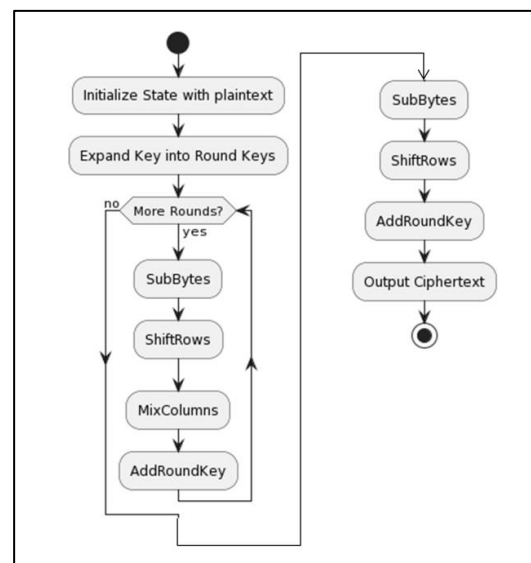 Initialize State with plaintext
Expand Key into Round Keys
no
More Rounds?
yes
SubBytes
ShiftRows
MixColumns
AddRoundKey
SubBytes
ShiftRows
AddRoundKey
Output Ciphertext